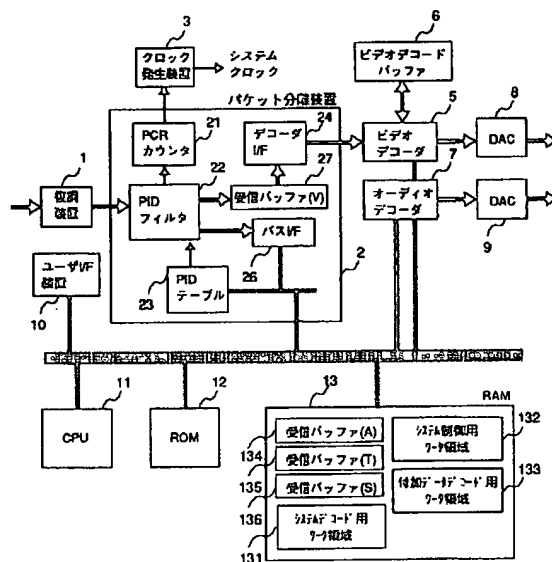 6
3
クロック
発生装置
システム
クロック
ビデオデコード
バッファ
パケット分離装置
24
5
8
21
PCR
カウンタ
デコーダ
I/F
ビデオ
デコーダ
DAC
1
22
27
7
復調
装置
PID
フィルタ
受信バッファ(V)
オーディオ
デコーダ
DAC
バスI/F
9
ユーザI/F
装置
26
2
23
PID
テーブル
10
11
12
13
RAM
CPU
ROM
受信バッファ(A)
システム制御用
ワーク領域
132
134
受信バッファ(T)
135
受信バッファ(S)
付加データデコード用
ワーク領域
133
136
システムデコード用
ワーク領域
131